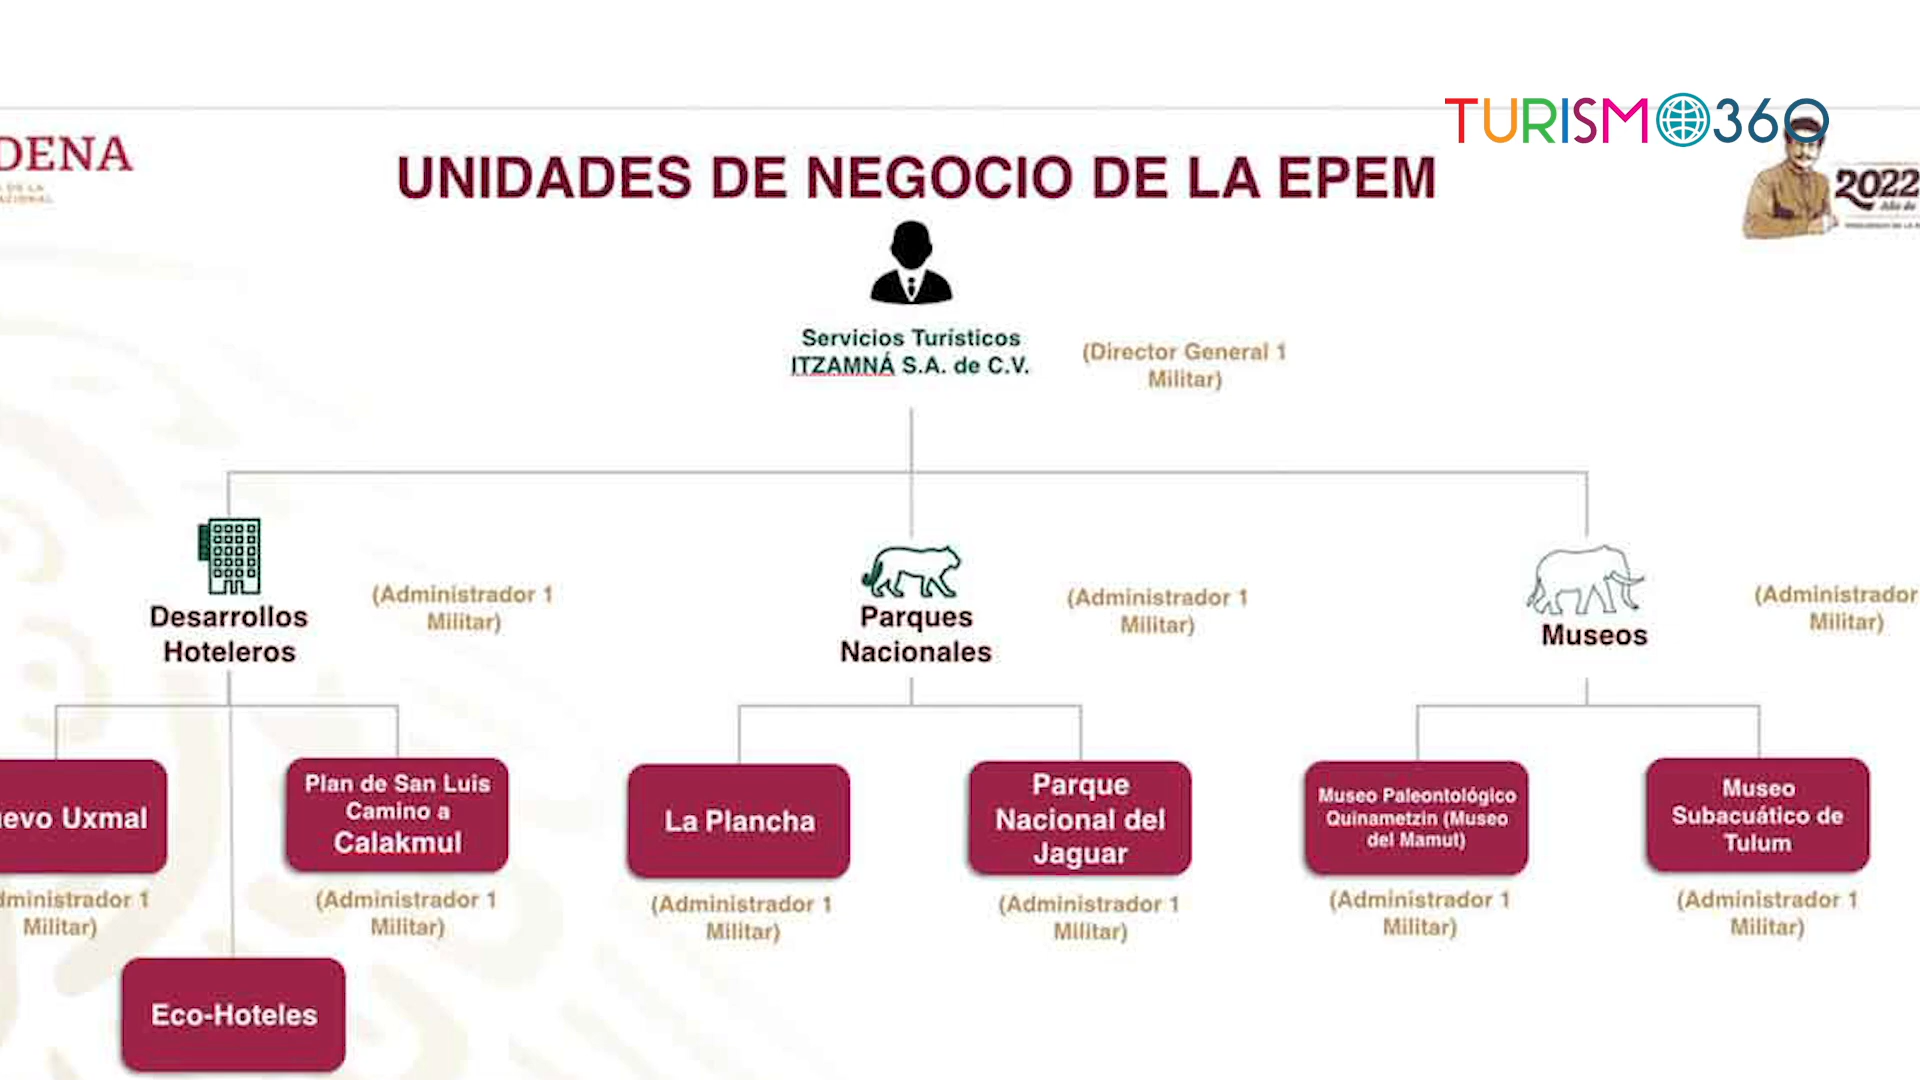 TURISMO360
DENA
UNIDADES DE NEGOCIO DE LA EPEM
2022
Servicios Turísticos
ITZAMNÁ S.A. de C.V.
(Director General 1
Militar)
Desarrollos
Hoteleros
(Administrador 1
Militar)
Parques
Nacionales
(Administrador 1
Militar)
Museos
(Administrador
Militar)
evo Uxmal
Plan de San Luis
Camino a
Calakmul
La Plancha
Parque
Nacional del
Jaguar
Museo Paleontológico
Quinametzin (Museo
del Mamut)
Museo
Subacuático de
Tulum
dministrador 1
Militar)
(Administrador 1
Militar)
(Administrador 1
Militar)
(Administrador 1
Militar)
(Administrador 1
Militar)
(Administrador 1
Militar)
Eco-Hoteles